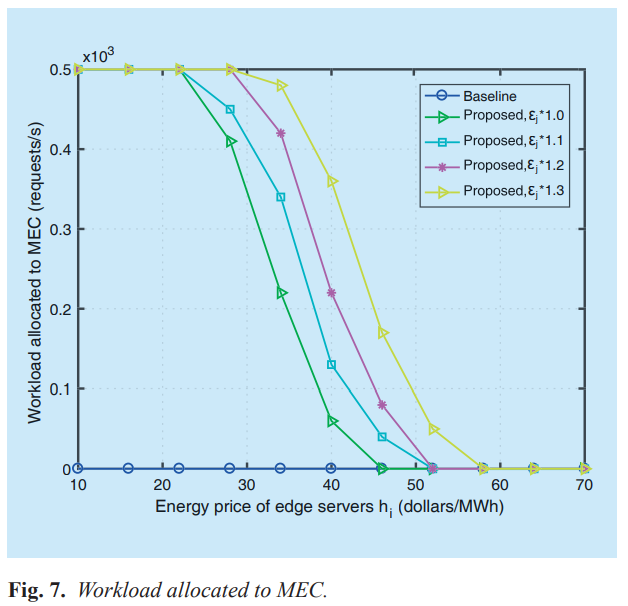 x10³
0.5
0.4
0.3
0.2
0.1
0
10
20
30
40
50
60
70
Workload allocated to MEC (requests/s)
Energy price of edge servers hᵢ (dollars/MWh)
Baseline
Proposed,εⱼ*1.0
Proposed,εⱼ*1.1
Proposed,εⱼ*1.2
Proposed,εⱼ*1.3
Fig. 7. Workload allocated to MEC.